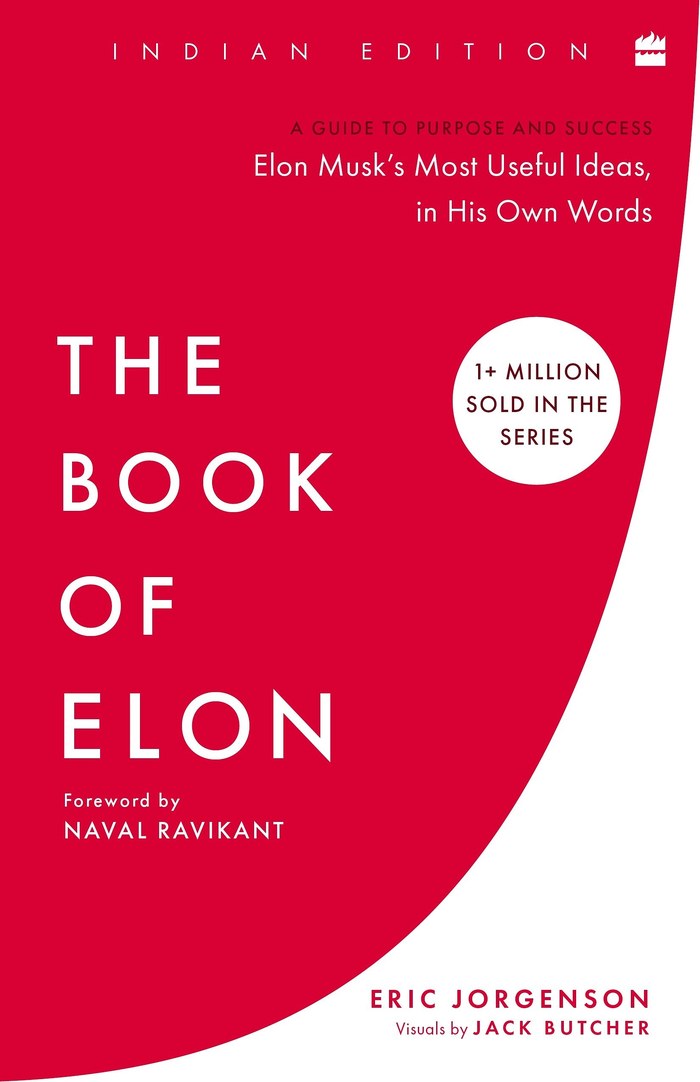 INDIAN EDITION
A GUIDE TO PURPOSE AND SUCCESS
Elon Musk’s Most Useful Ideas,
in His Own Words
1+ MILLION
SOLD IN THE
SERIES
THE
BOOK
OF
ELON
Foreword by
NAVAL RAVIKANT
ERIC JORGENSON
Visuals by JACK BUTCHER